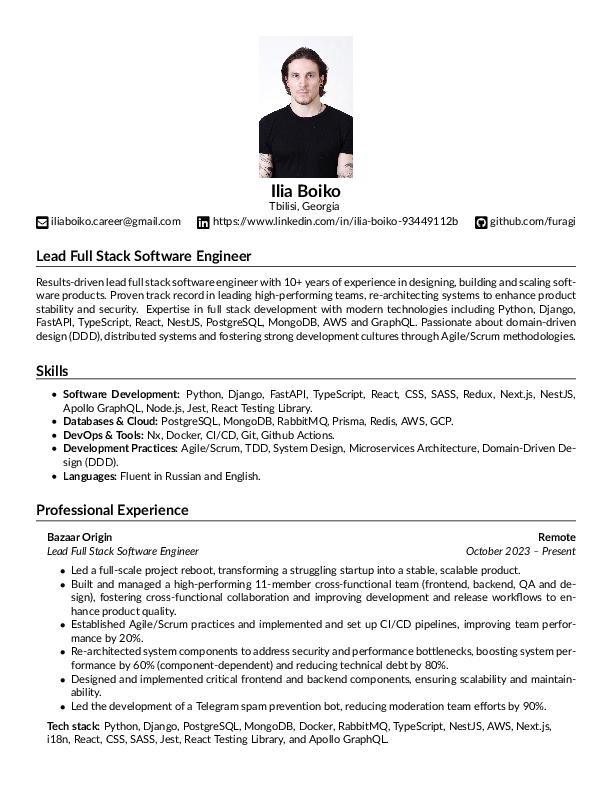 Ilia Boiko
Tbilisi, Georgia
iliaboiko.career@gmail.com https://www.linkedin.com/in/ilia-boiko-93449112b github.com/furagi
Lead Full Stack Software Engineer
Results-driven lead full stack software engineer with 10+ years of experience in designing, building and scaling soft-
ware products. Proven track record in leading high-performing teams, re-architecting systems to enhance product
stability and security. Expertise in full stack development with modern technologies including Python, Django,
FastAPI, TypeScript, React, NestJS, PostgreSQL, MongoDB, AWS and GraphQL. Passionate about domain-driven
design (DDD), distributed systems and fostering strong development cultures through Agile/Scrum methodologies.
Skills
• Software Development: Python, Django, FastAPI, TypeScript, React, CSS, SASS, Redux, Next.js, NestJS,
Apollo GraphQL, Node.js, Jest, React Testing Library.
• Databases & Cloud: PostgreSQL, MongoDB, RabbitMQ, Prisma, Redis, AWS, GCP.
• DevOps & Tools: Nx, Docker, CI/CD, Git, Github Actions.
• Development Practices: Agile/Scrum, TDD, System Design, Microservices Architecture, Domain-Driven De-
sign (DDD).
• Languages: Fluent in Russian and English.
Professional Experience
Bazaar Origin Remote
Lead Full Stack Software Engineer October 2023 – Present
• Led a full-scale project reboot, transforming a struggling startup into a stable, scalable product.
• Built and managed a high-performing 11-member cross-functional team (frontend, backend, QA and de-
sign), fostering cross-functional collaboration and improving development and release workflows to en-
hance product quality.
• Established Agile/Scrum practices and implemented and set up CI/CD pipelines, improving team perfor-
mance by 20%.
• Re-architected system components to address security and performance bottlenecks, boosting system per-
formance by 60% (component-dependent) and reducing technical debt by 80%.
• Designed and implemented critical frontend and backend components, ensuring scalability and maintain-
ability.
• Led the development of a Telegram spam prevention bot, reducing moderation team efforts by 90%.
Tech stack: Python, Django, PostgreSQL, MongoDB, Docker, RabbitMQ, TypeScript, NestJS, AWS, Next.js,
i18n, React, CSS, SASS, Jest, React Testing Library, and Apollo GraphQL.